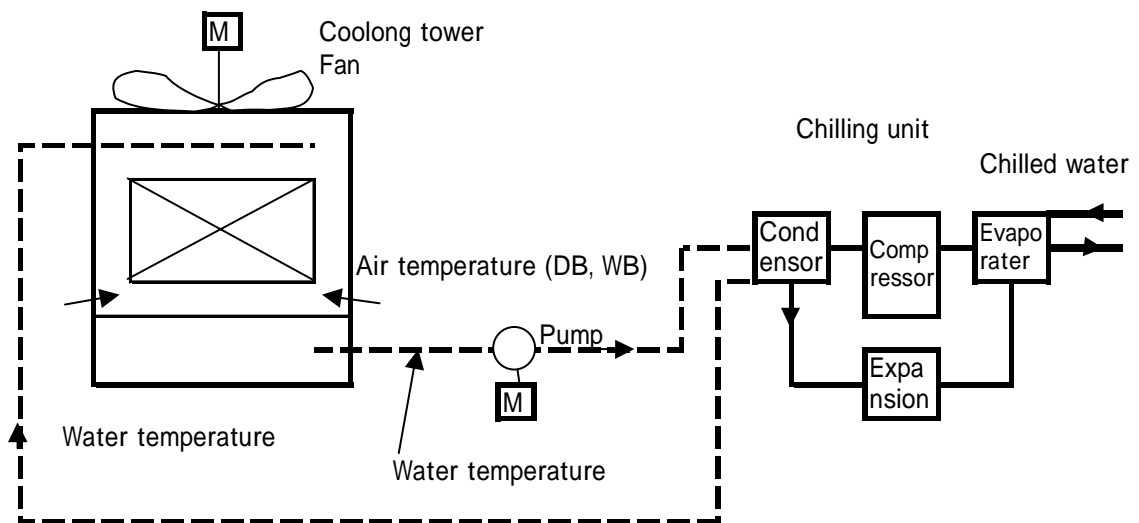 M
Coolong tower
Fan
Chilling unit
Chilled water
Cond
ensor
Comp
ressor
Evapo
rater
Air temperature (DB, WB)
Pump
Expa
nsion
M
Water temperature
Water temperature